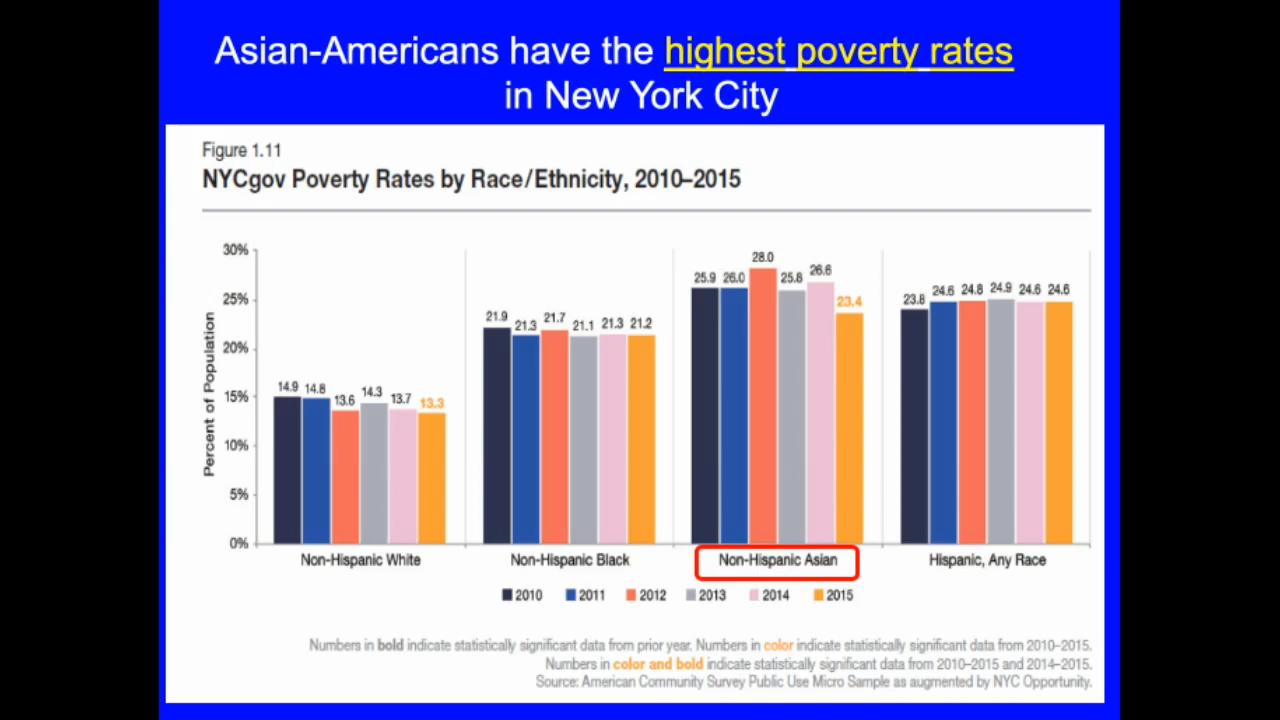 Asian-Americans have the highest poverty rates
in New York City
Figure 1.11
NYCgov Poverty Rates by Race/Ethnicity, 2010–2015
Percent of Population
30%
25%
20%
15%
10%
5%
0%
14.9 14.8 13.6 14.3 13.7 13.3
21.9 21.3 21.7 21.1 21.3 21.2
25.9 26.0 28.0 25.8 26.6 23.4
23.8 24.6 24.8 24.9 24.6 24.6
Non-Hispanic White Non-Hispanic Black Non-Hispanic Asian Hispanic, Any Race
2010 2011 2012 2013 2014 2015
Numbers in bold indicate statistically significant data from prior year. Numbers in color indicate statistically significant data from 2010–2015.
Numbers in color and bold indicate statistically significant data from 2010–2015 and 2014–2015.
Source: American Community Survey Public Use Micro Sample as augmented by NYC Opportunity.